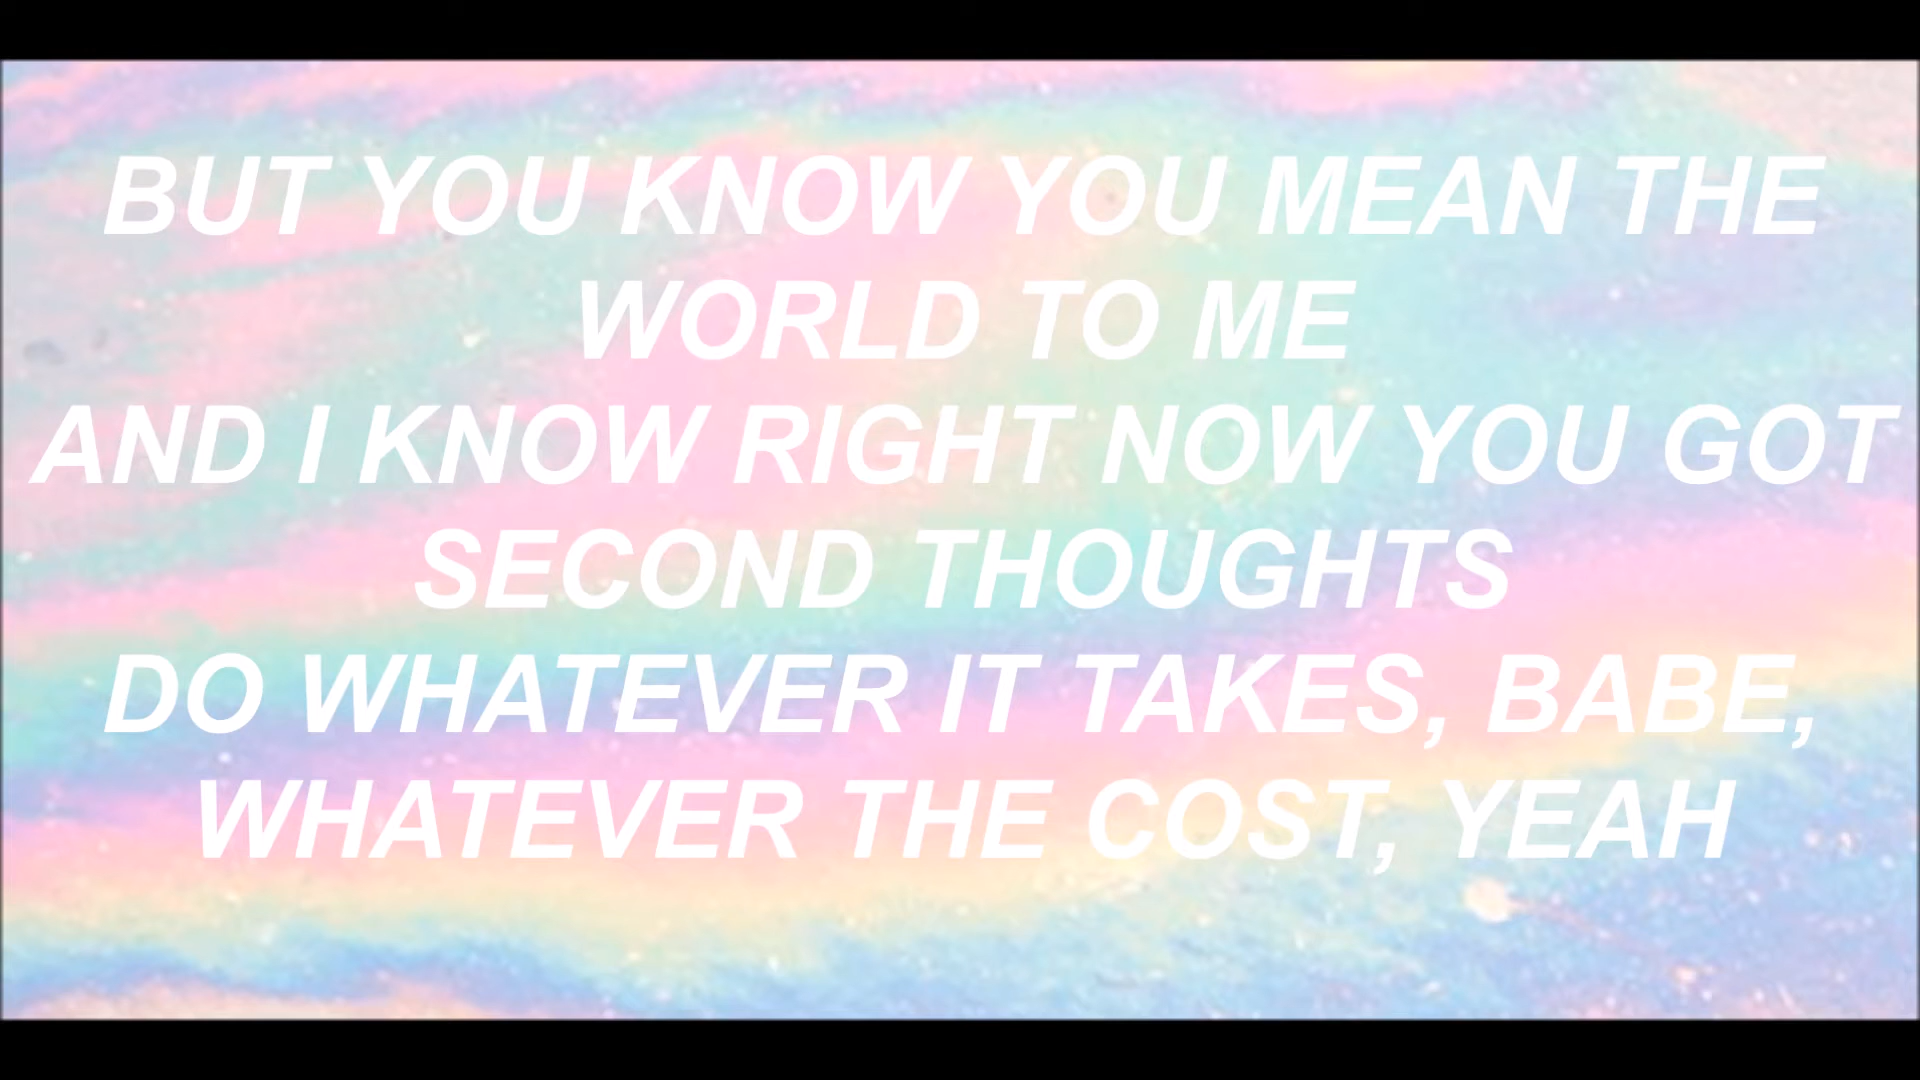 BUT YOU KNOW YOU MEAN THE
WORLD TO ME
AND I KNOW RIGHT NOW YOU GOT
SECOND THOUGHTS
DO WHATEVER IT TAKES, BABE,
WHATEVER THE COST, YEAH